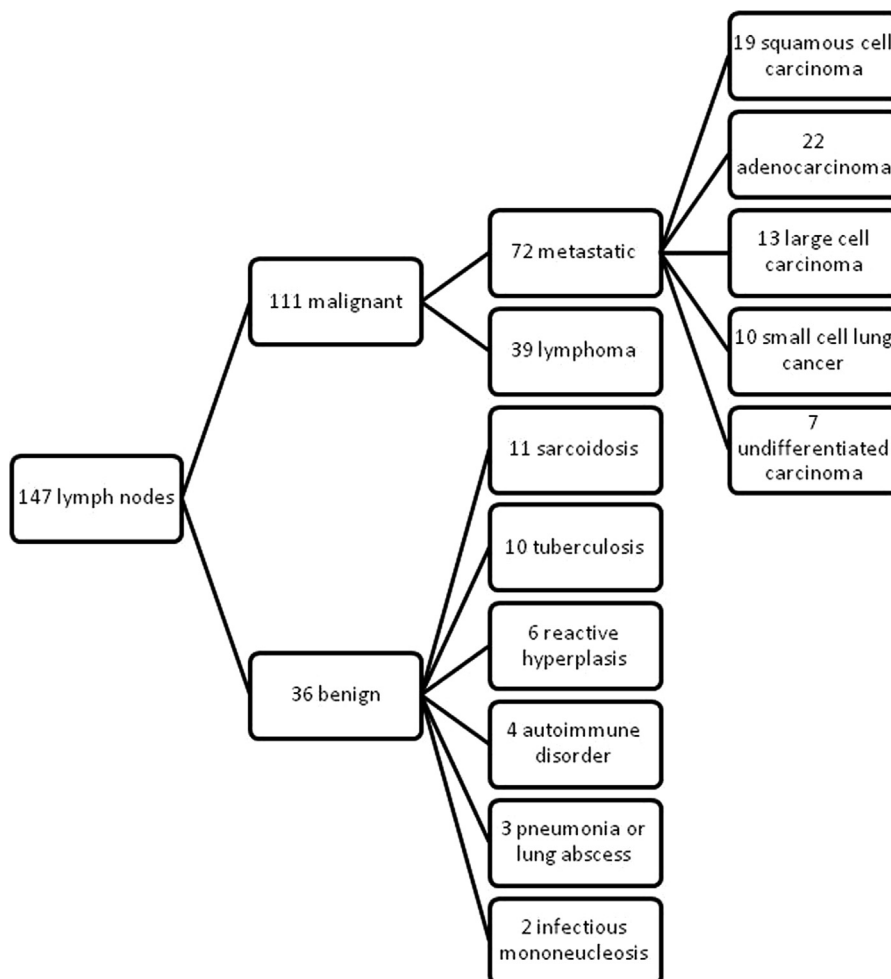 147 lymph nodes
111 malignant
36 benign
72 metastatic
39 lymphoma
11 sarcoidosis
10 tuberculosis
6 reactive
hyperplasis
4 autoimmune
disorder
3 pneumonia or
lung abscess
2 infectious
mononucleosis
19 squamous cell
carcinoma
22
adenocarcinoma
13 large cell
carcinoma
10 small cell lung
cancer
7
undifferentiated
carcinoma